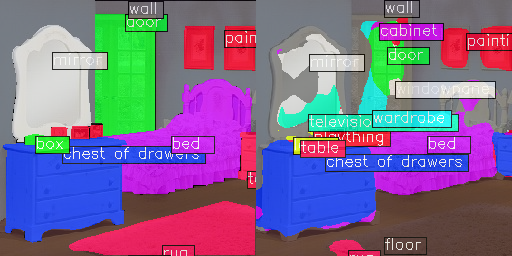 wall
door
pain
mirror
box
bed
chest of drawers
rug
wall
cabinet
painti
door
mirror
windowpane
televisio
wardrobe
plaything
table
bed
chest of drawers
floor